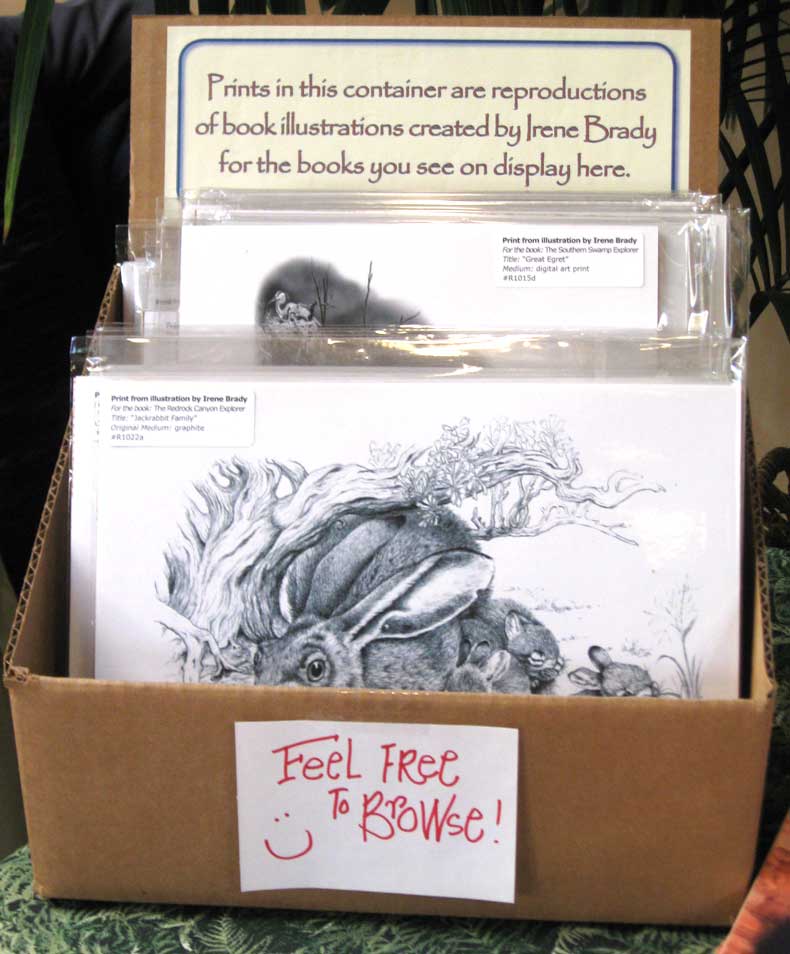 Prints in this container are reproductions
of book illustrations created by Irene Brady
for the books you see on display here.
Print from illustration by Irene Brady
For the book: The Southern Swamp Explorer
Title: "Great Egret"
Medium: digital art print
#R1015d
Print from illustration by Irene Brady
For the book: The Redrock Canyon Explorer
Title: "Jackrabbit Family"
Original Medium: graphite
#R1022a
FeeL FRee
To BroWse!